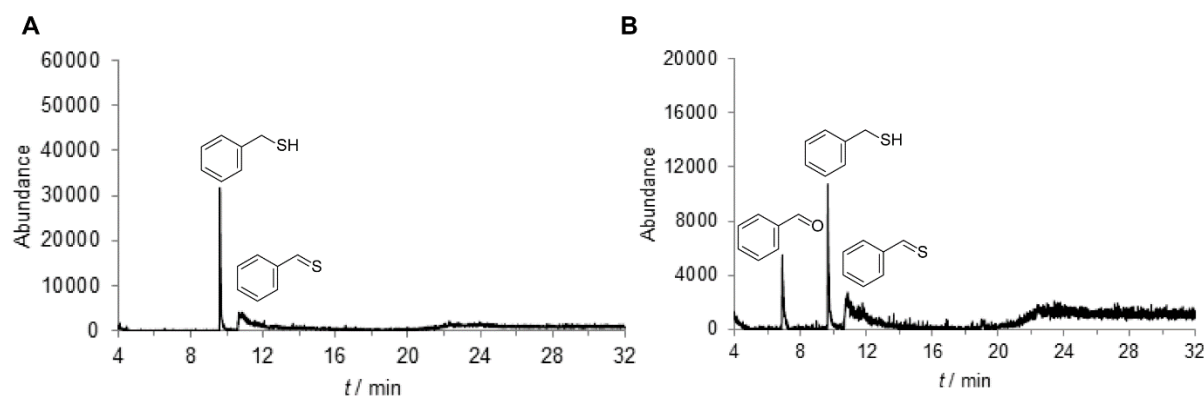 A
Abundance
60000
50000
40000
30000
20000
10000
0
4 8 12 16 20 24 28 32
t / min
SH
S
B
Abundance
20000
16000
12000
8000
4000
0
4 8 12 16 20 24 28 32
t / min
O
SH
S